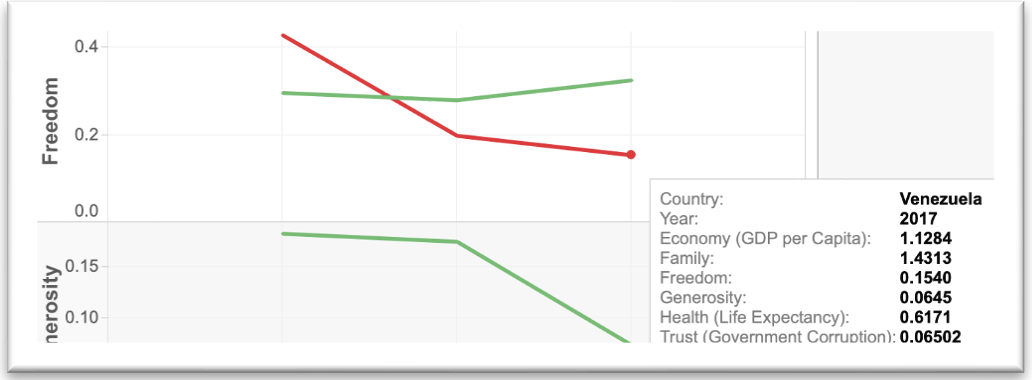 Freedom
0.4
0.2
0.0
nerosity
0.15
0.10
Country: Venezuela
Year: 2017
Economy (GDP per Capita): 1.1284
Family: 1.4313
Freedom: 0.1540
Generosity: 0.0645
Health (Life Expectancy): 0.6171
Trust (Government Corruption): 0.06502